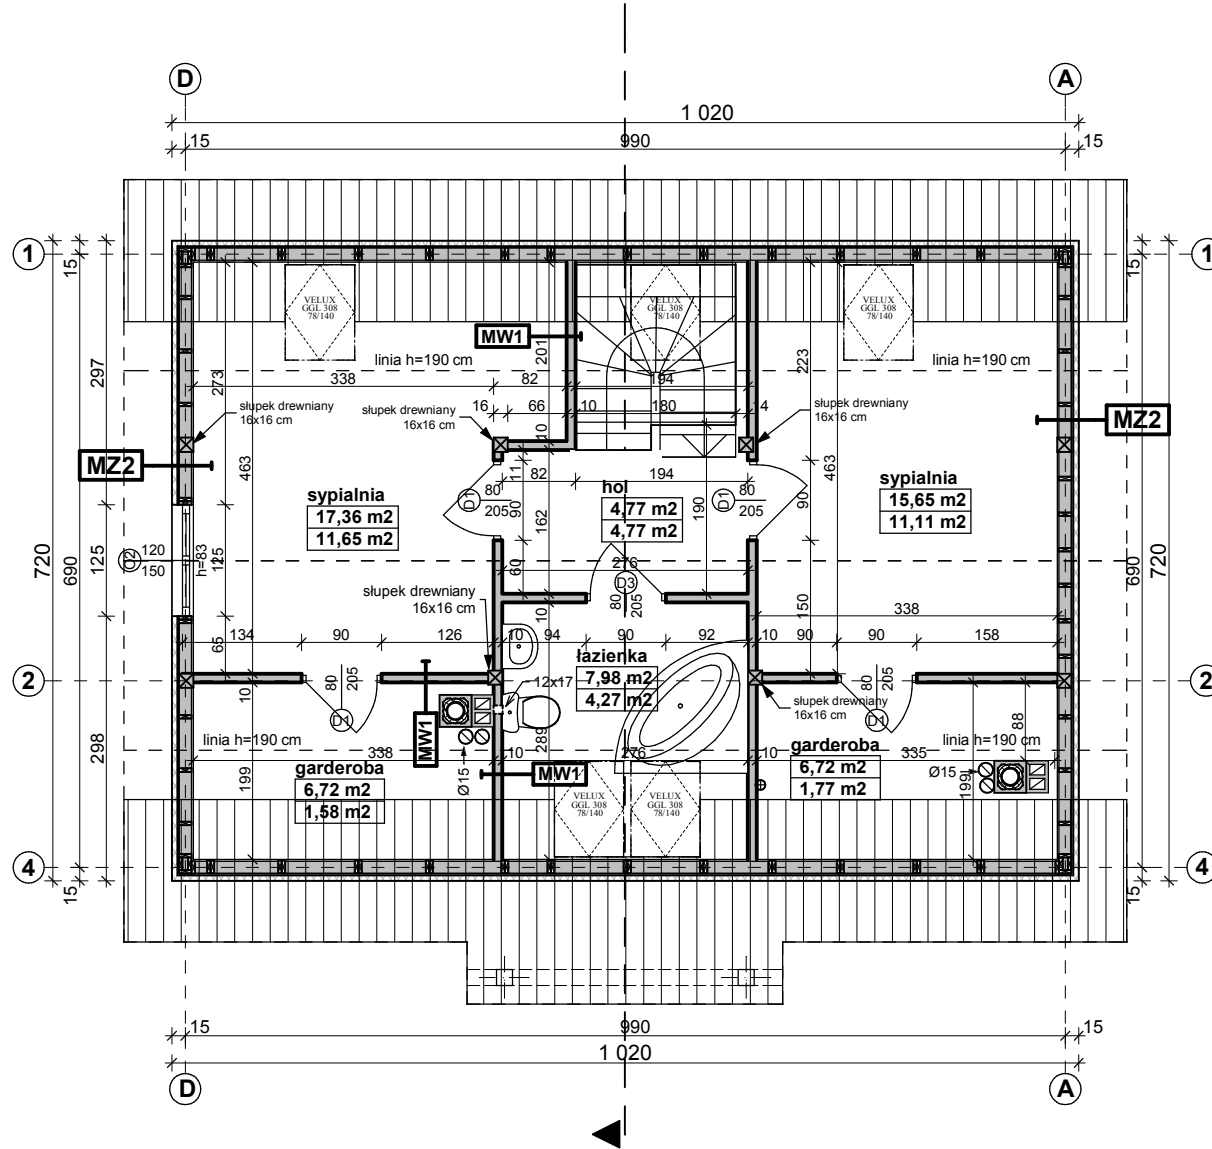 D
A
1 020
15
990
15
1
1
15
15
VELUX
GGL 308
78/140
VELUX
GGL 308
78/140
VELUX
GGL 308
78/140
MW1
201
223
297
273
linia h=190 cm
linia h=190 cm
338
82
194
16
66
10
180
4
słupek drewniany
16x16 cm
słupek drewniany
16x16 cm
słupek drewniany
16x16 cm
MZ2
MZ2
10
463
463
11
82
194
sypialnia
17,36 m2
11,65 m2
D1
80
205
90
162
hol
4,77 m2
4,77 m2
190
D1
80
205
90
sypialnia
15,65 m2
11,11 m2
720
690
125
O2
120
150
h=83
125
60
276
D3
80
205
690
720
słupek drewniany
16x16 cm
10
150
338
65
134
90
126
10
94
90
92
10
90
90
158
łazienka
7,98 m2
4,27 m2
2
2
10
80
205
D1
12x17
80
205
D1
słupek drewniany
16x16 cm
88
298
linia h=190 cm
MW1
289
linia h=190 cm
338
10
276
10
335
garderoba
6,72 m2
1,58 m2
199
Ø15
MW1
garderoba
6,72 m2
1,77 m2
Ø15
199
VELUX
GGL 308
78/140
VELUX
GGL 308
78/140
4
4
15
15
15
990
15
1 020
D
A